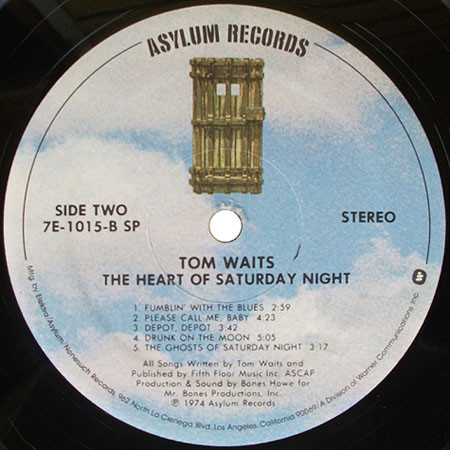 ASYLUM RECORDS
SIDE TWO
7E-1015-B SP
STEREO
TOM WAITS
THE HEART OF SATURDAY NIGHT
1. FUMBLIN' WITH THE BLUES 2:59
2. PLEASE CALL ME, BABY 4:23
3. DEPOT, DEPOT 3:42
4. DRUNK ON THE MOON 5:05
5. THE GHOSTS OF SATURDAY NIGHT 3:17
All Songs Written by Tom Waits and
Published by Fifth Floor Music Inc. ASCAP
Production & Sound by Bones Howe for
Mr. Bones Productions, Inc.
℗ 1974 Asylum Records
Mfg. by Elektra/Asylum/Nonesuch Records, 962 North La Cienega Blvd., Los Angeles, California 90069/A Division of Warner Communications Inc.